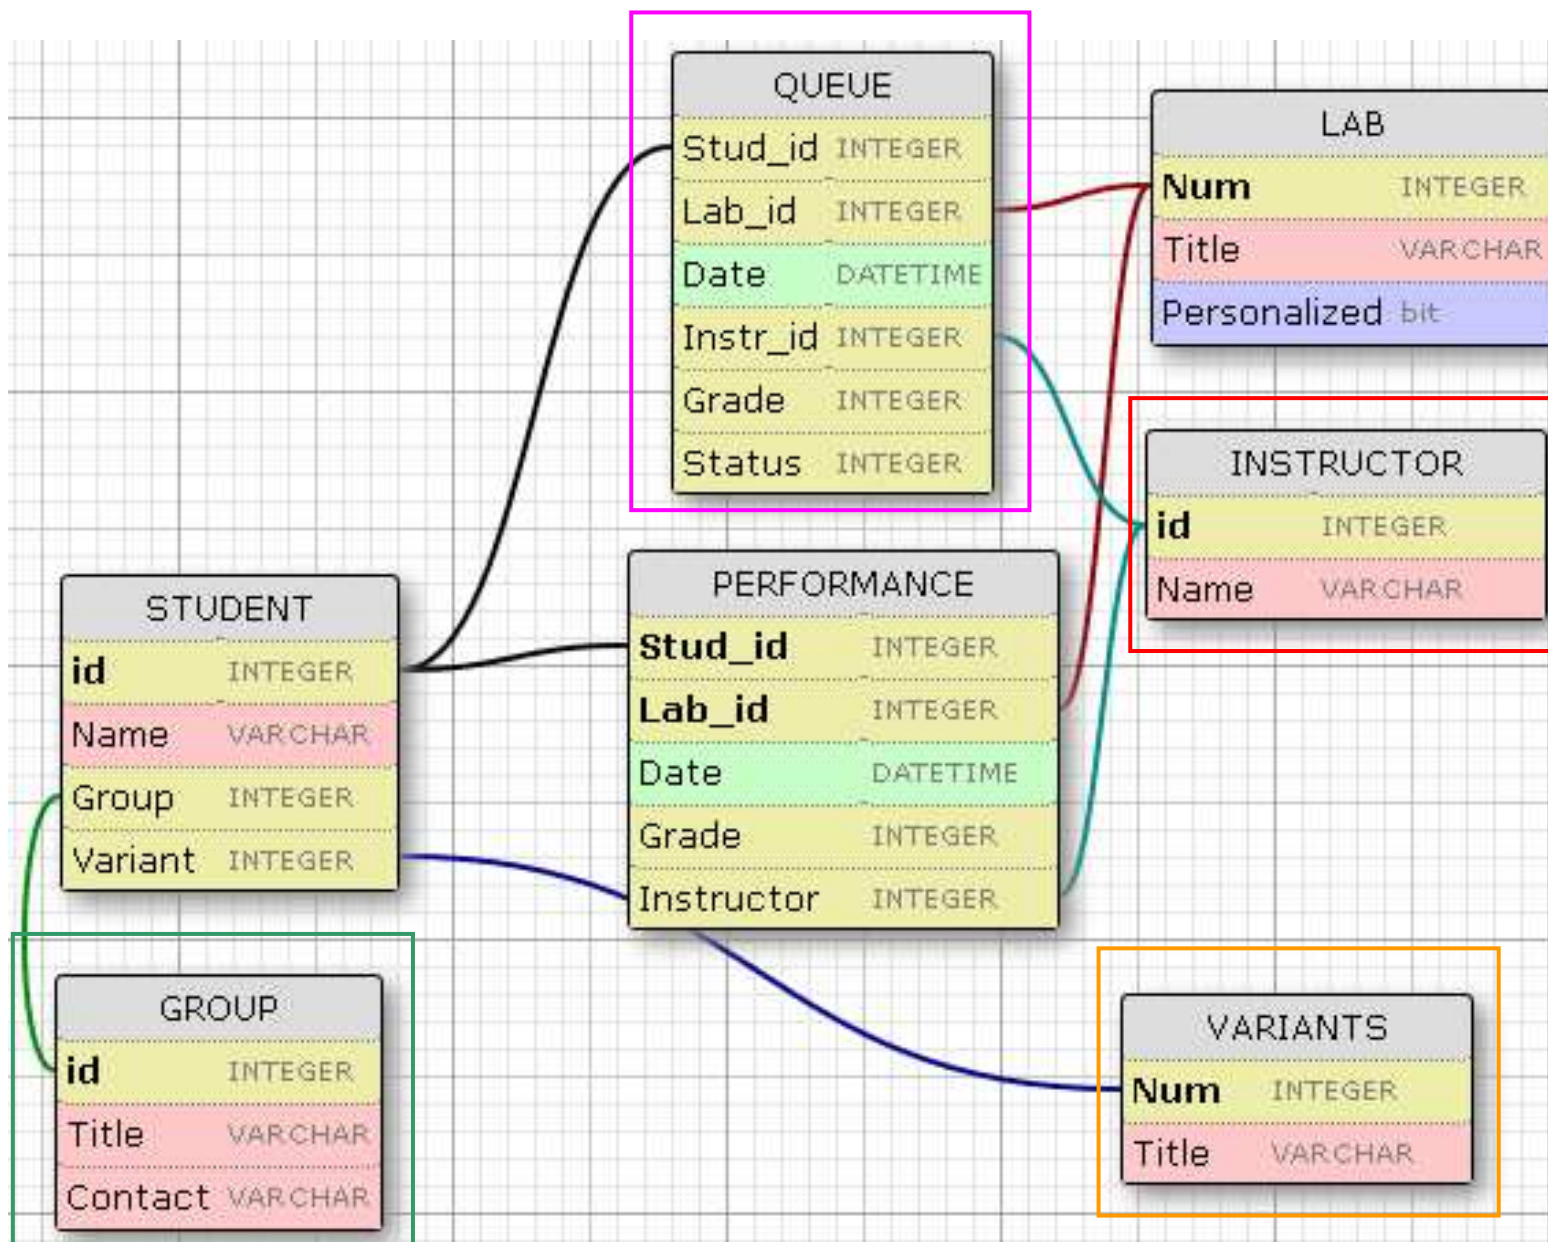 QUEUE
Stud_id INTEGER
Lab_id INTEGER
Date DATETIME
Instr_id INTEGER
Grade INTEGER
Status INTEGER
LAB
Num INTEGER
Title VARCHAR
Personalized bit
INSTRUCTOR
id INTEGER
Name VARCHAR
STUDENT
id INTEGER
Name VARCHAR
Group INTEGER
Variant INTEGER
PERFORMANCE
Stud_id INTEGER
Lab_id INTEGER
Date DATETIME
Grade INTEGER
Instructor INTEGER
GROUP
id INTEGER
Title VARCHAR
Contact VARCHAR
VARIANTS
Num INTEGER
Title VARCHAR